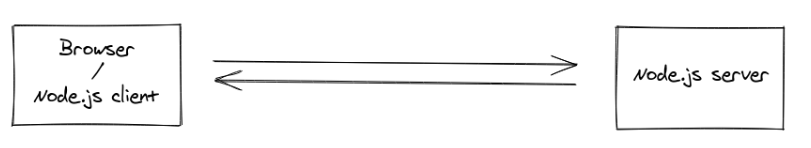 Browser
/
Node.js client
Node.js server